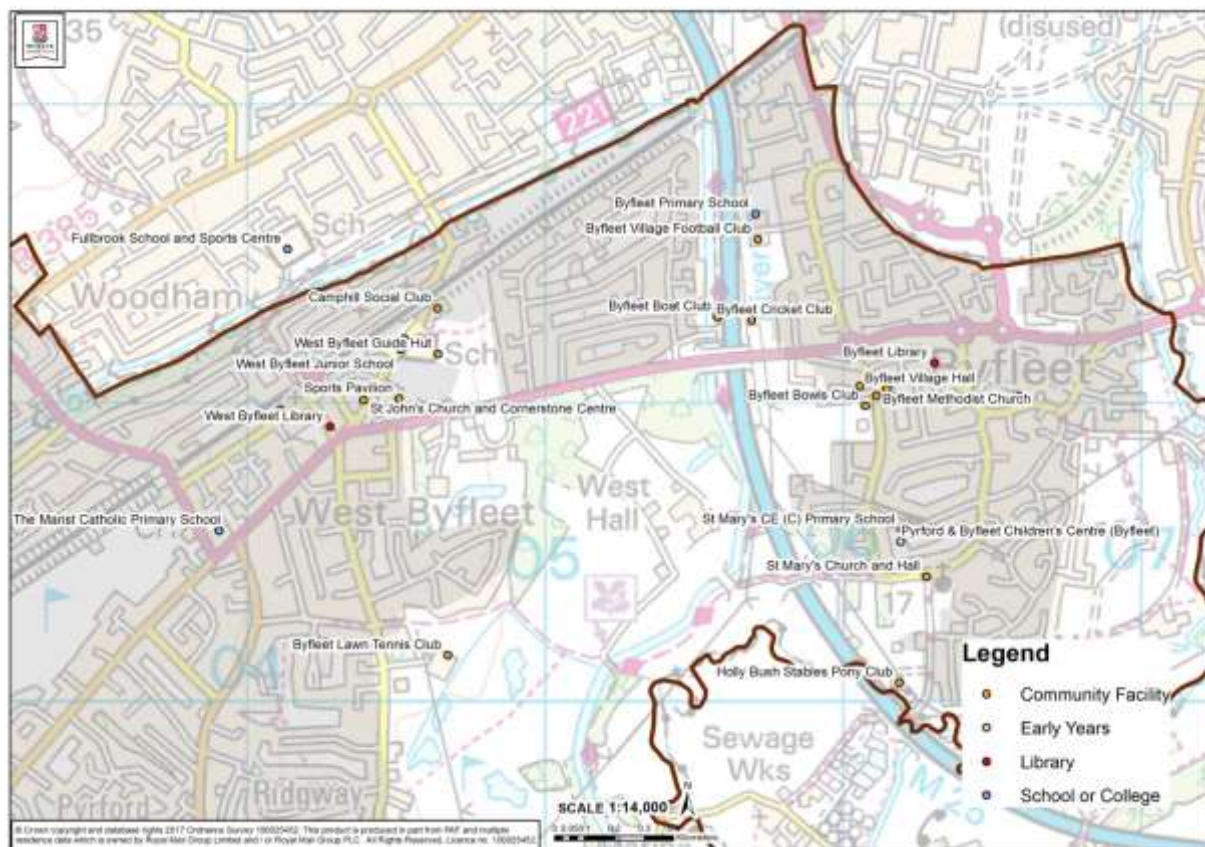 35
(disused)
221
385
Sch
Fullbrook School and Sports Centre
Woodham
Byfleet Primary School
Byfleet Village Football Club
Camphill Social Club
Byfleet Boat Club
Byfleet Cricket Club
West Byfleet Guide Hut
Sch
West Byfleet Junior School
Byfleet Library
Byfleet Village Hall
Sports Pavilion
Byfleet Bowls Club
Byfleet Methodist Church
St John's Church and Cornerstone Centre
West Byfleet Library
West Byfleet
West
Hall
The Marist Catholic Primary School
St Mary's CE (C) Primary School
Pyrford & Byfleet Children's Centre (Byfleet)
05
07
St Mary's Church and Hall
17
Byfleet Lawn Tennis Club
04
Holly Bush Stables Pony Club
Legend
Community Facility
Early Years
Library
School or College
Sewage
Wks
Pyrford
Ridgway
N
SCALE 1:14,000